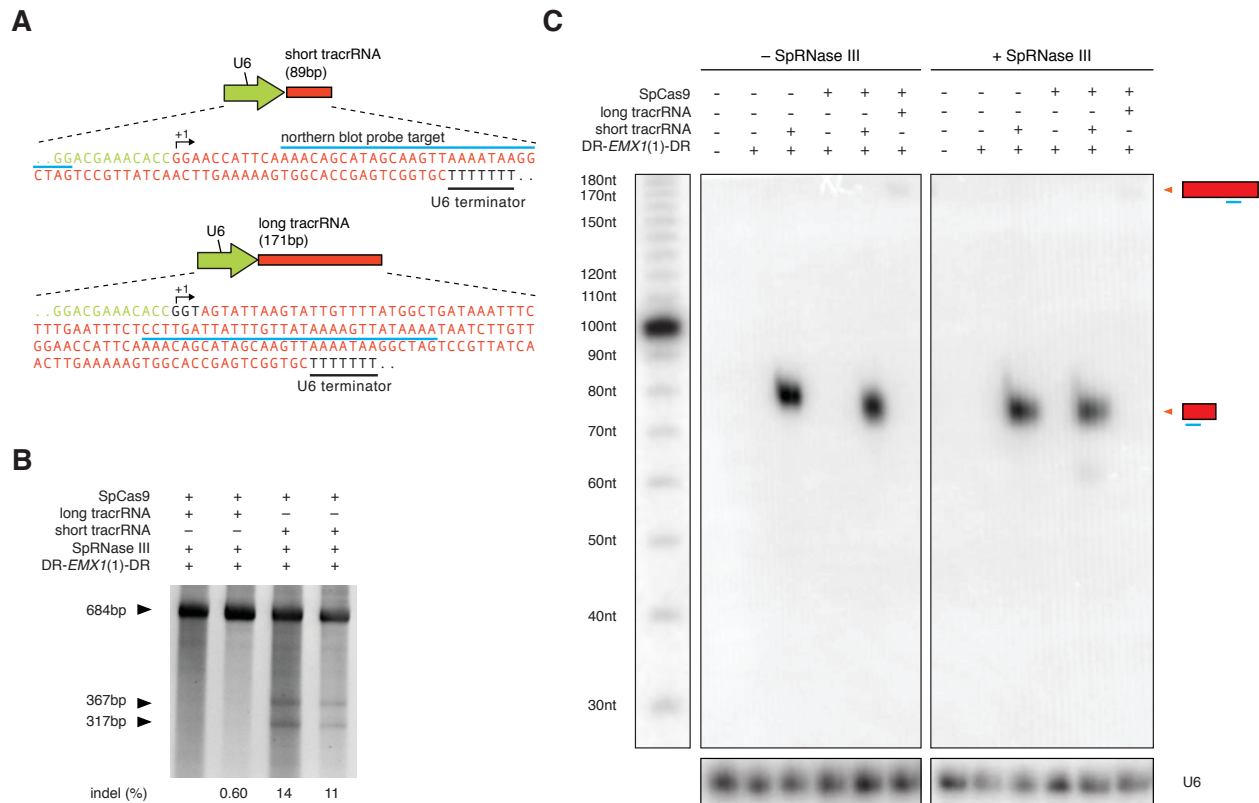 A
U6
short tracrRNA
(89bp)
+1
northern blot probe target
..GGACGAAACACCGGAACCATTCAAAACAGCATAGCAAGTTAAAATAAGG
CTAGTCCGTTATCAACTTGAAAAAGTGGCACCGAGTCGGTGCTTTTTTT..
U6 terminator
U6
long tracrRNA
(171bp)
+1
..GGACGAAACACCGGTAGTATTAAGTATTGTTTTATGGCTGATAAATTTC
TTTGAATTTCTCCTTGATTATTTGTTATAAAAGTTATAAAATAATCTTGTT
GGAACCATTCAAAACAGCATAGCAAGTTAAAATAAGGCTAGTCCGTTATCA
ACTTGAAAAAGTGGCACCGAGTCGGTGCTTTTTTT..
U6 terminator
B
SpCas9 + + + +
long tracrRNA + + – –
short tracrRNA – – + +
SpRNase III + + + +
DR-EMX1(1)-DR + + + +
684bp
367bp
317bp
indel (%) 0.60 14 11
C
– SpRNase III + SpRNase III
SpCas9 - - - + + + - - - + + +
long tracrRNA - - - - - + - - - - - +
short tracrRNA - - + - + - - - + - + -
DR-EMX1(1)-DR - + + + + + - + + + + +
180nt
170nt
150nt
120nt
110nt
100nt
90nt
80nt
70nt
60nt
50nt
40nt
30nt
U6